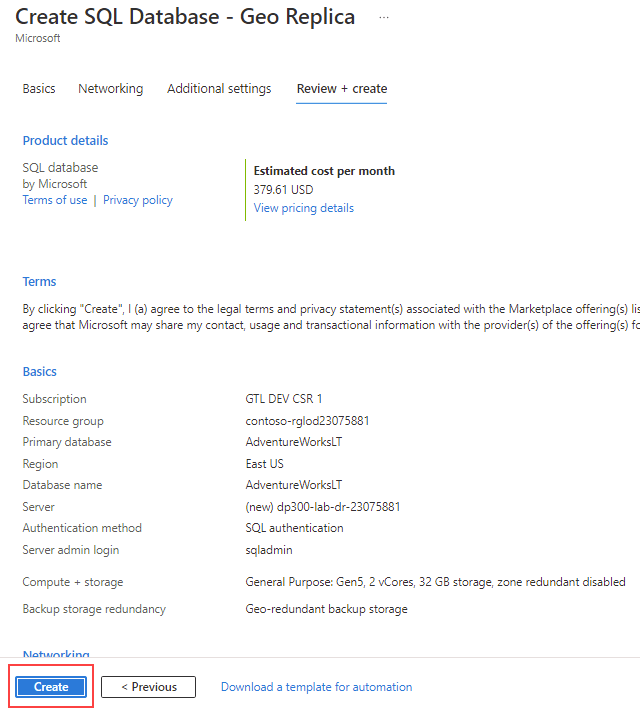 Create SQL Database - Geo Replica ...
Microsoft
Basics Networking Additional settings Review + create
Product details
SQL database
by Microsoft
Terms of use | Privacy policy
Estimated cost per month
379.61 USD
View pricing details
Terms
By clicking "Create", I (a) agree to the legal terms and privacy statement(s) associated with the Marketplace offering(s)
agree that Microsoft may share my contact, usage and transactional information with the provider(s) of the offering(s)
Basics
Subscription GTL DEV CSR 1
Resource group contoso-rglod23075881
Primary database AdventureWorksLT
Region East US
Database name AdventureWorksLT
Server (new) dp300-lab-dr-23075881
Authentication method SQL authentication
Server admin login sqladmin
Compute + storage General Purpose: Gen5, 2 vCores, 32 GB storage, zone redundant disabled
Backup storage redundancy Geo-redundant backup storage
Networking
Create < Previous Download a template for automation